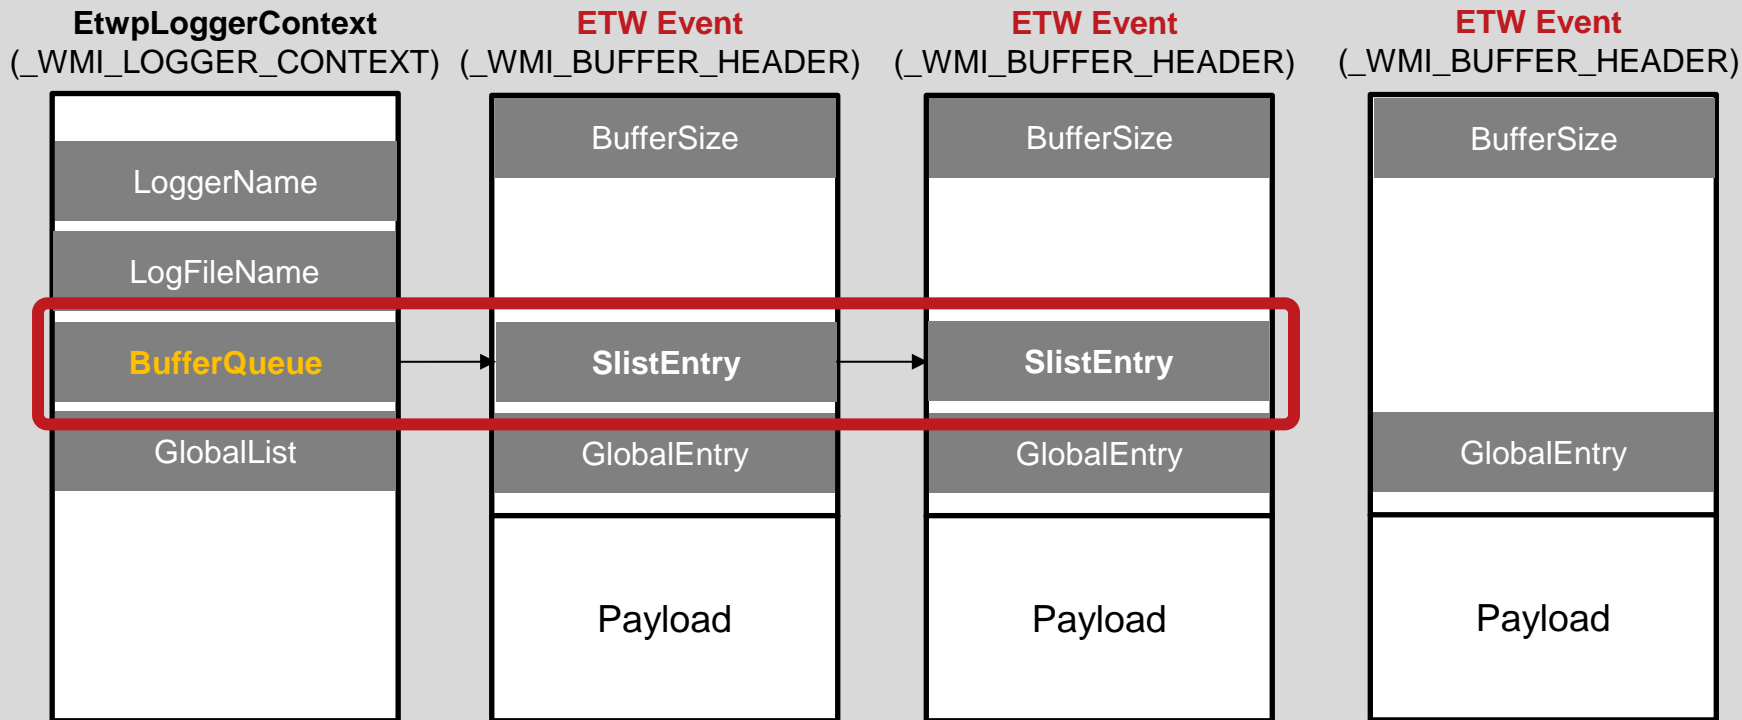 EtwpLoggerContext
(_WMI_LOGGER_CONTEXT)
LoggerName
LogFileName
BufferQueue
GlobalList
ETW Event
(_WMI_BUFFER_HEADER)
BufferSize
SlistEntry
GlobalEntry
Payload
ETW Event
(_WMI_BUFFER_HEADER)
BufferSize
SlistEntry
GlobalEntry
Payload
ETW Event
(_WMI_BUFFER_HEADER)
BufferSize
GlobalEntry
Payload